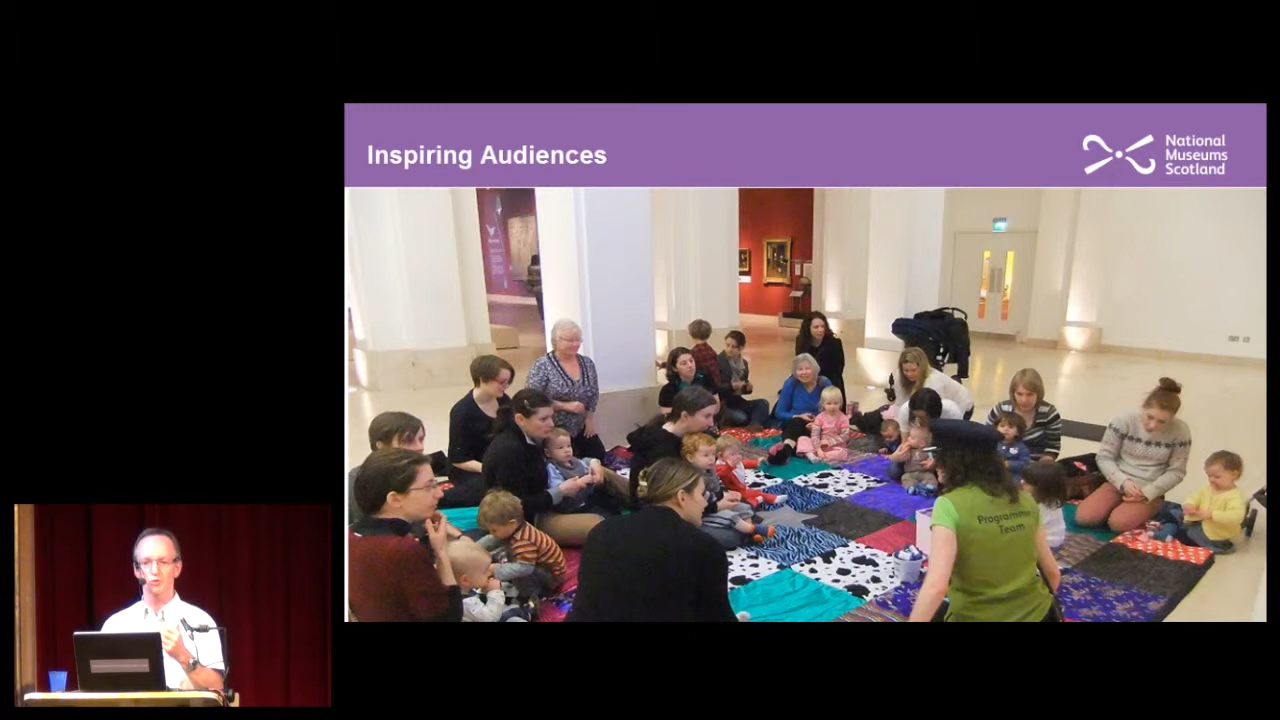 Inspiring Audiences
National
Museums
Scotland
Programme
Team